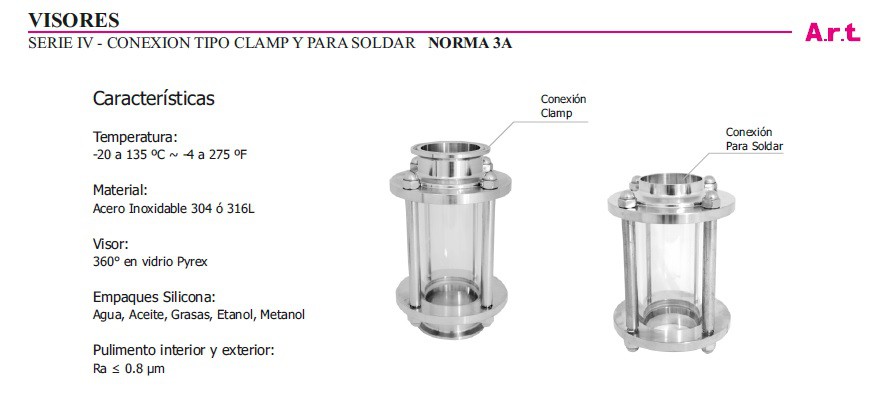 VISORES
SERIE IV - CONEXION TIPO CLAMP Y PARA SOLDAR NORMA 3A
A.r.t.
Características
Temperatura:
-20 a 135 ºC ~ -4 a 275 ºF
Material:
Acero Inoxidable 304 ó 316L
Visor:
360° en vidrio Pyrex
Empaques Silicona:
Agua, Aceite, Grasas, Etanol, Metanol
Pulimento interior y exterior:
Ra ≤ 0.8 µm
Conexión
Clamp
Conexión
Para Soldar